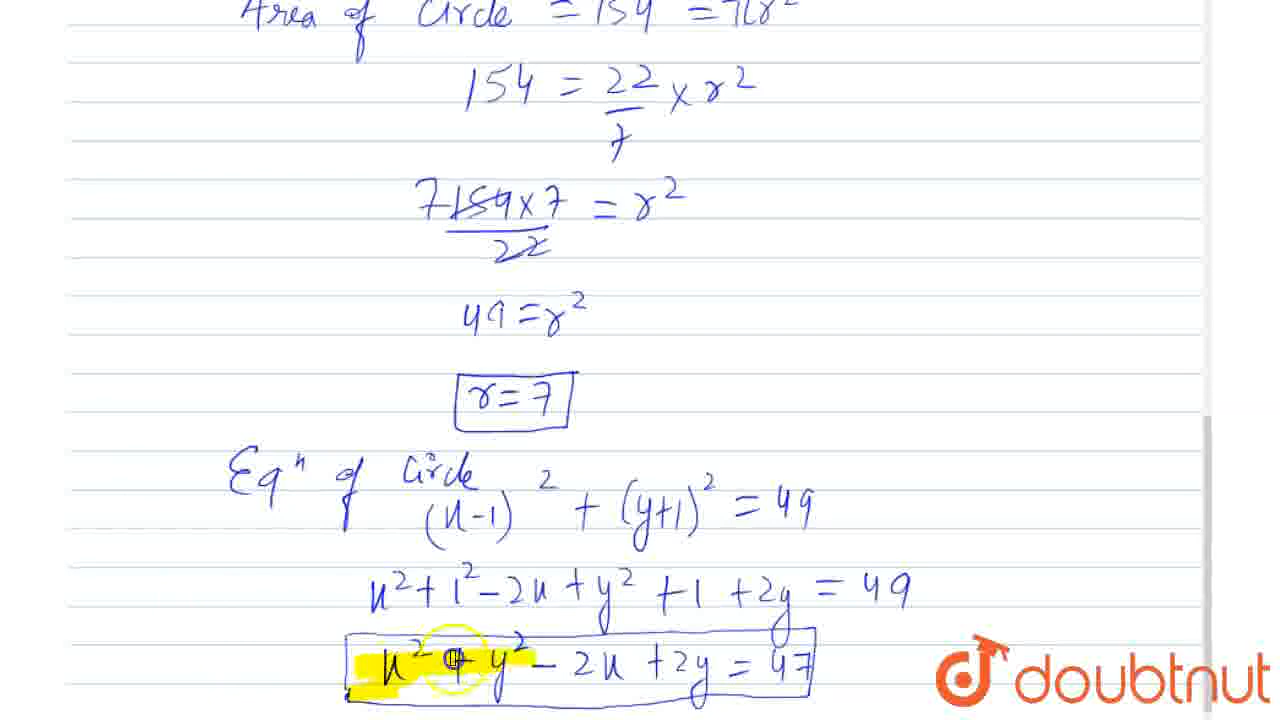 Area of Circle = 154 = πr²
154 = 22/7 × r²
7 154×7/22 = r²
49 = r²
r = 7
Eqⁿ of Circle
(x-1)² + (y+1)² = 49
x² + 1² - 2x + y² + 1 + 2y = 49
x² + y² - 2x + 2y = 47
doubtnut